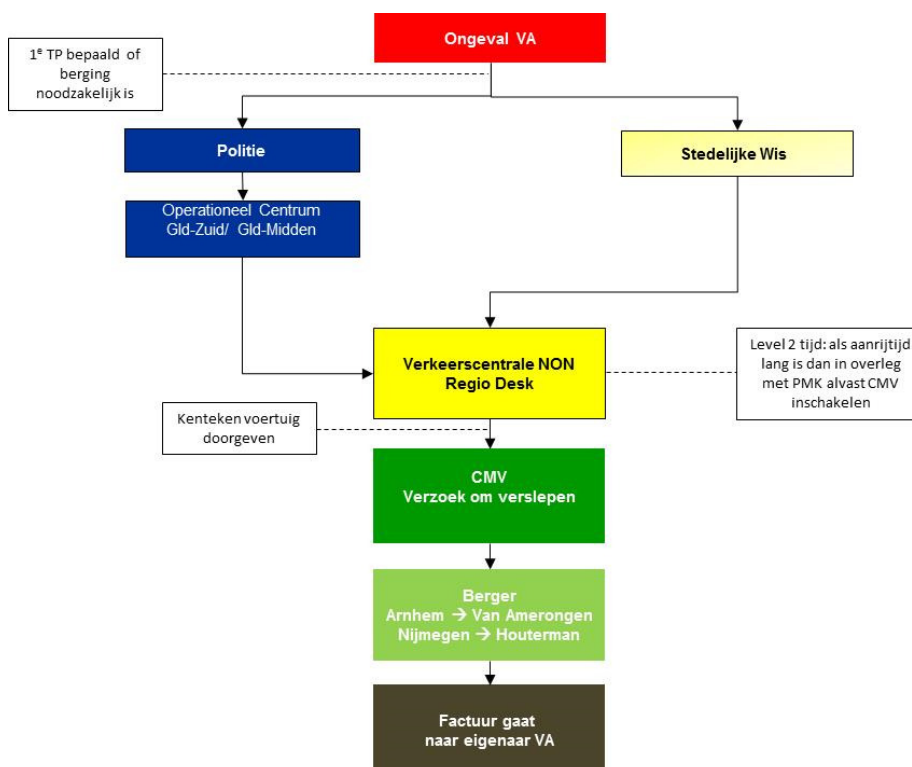 Ongeval VA
1e TP bepaald of
berging
noodzakelijk is
Politie
Stedelijke Wis
Operationeel Centrum
Gld-Zuid/ Gld-Midden
Verkeerscentrale NON
Regio Desk
Level 2 tijd: als aanrijtijd
lang is dan in overleg
met PMK alvast CMV
inschakelen
Kenteken voertuig
doorgeven
CMV
Verzoek om verslepen
Berger
Arnhem → Van Amerongen
Nijmegen → Houterman
Factuur gaat
naar eigenaar VA